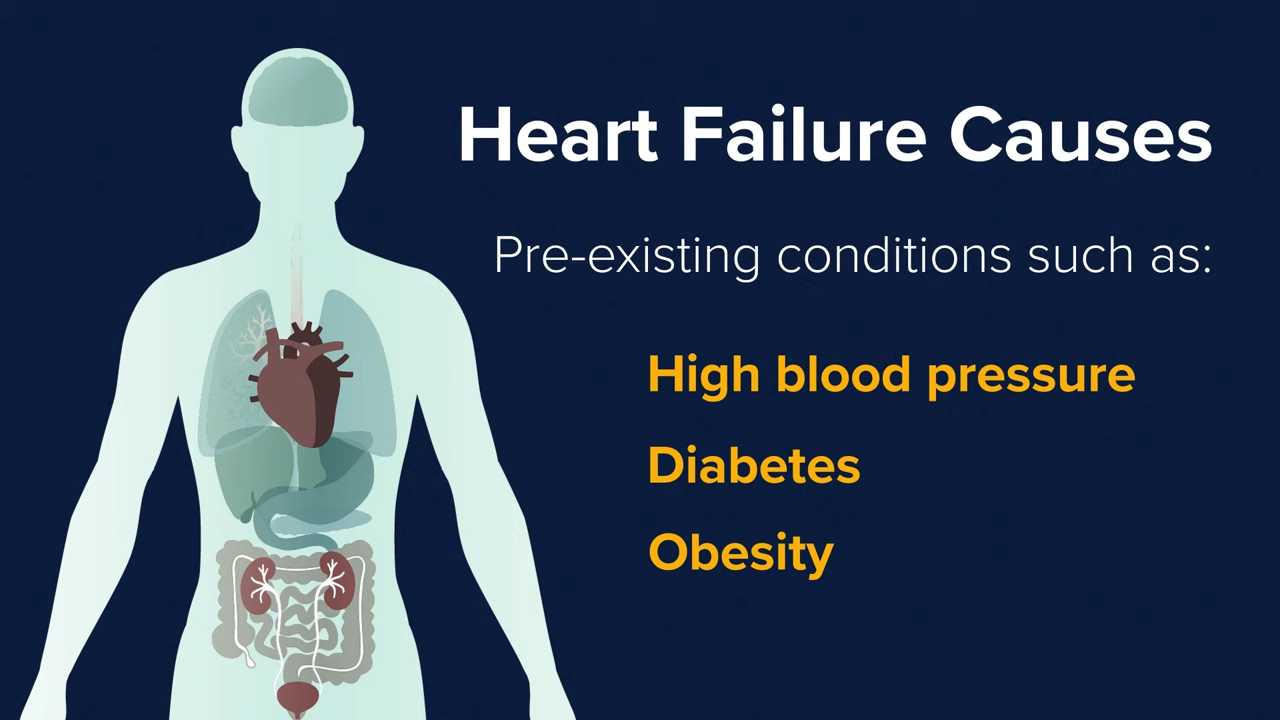 Heart Failure Causes
Pre-existing conditions such as:
High blood pressure
Diabetes
Obesity